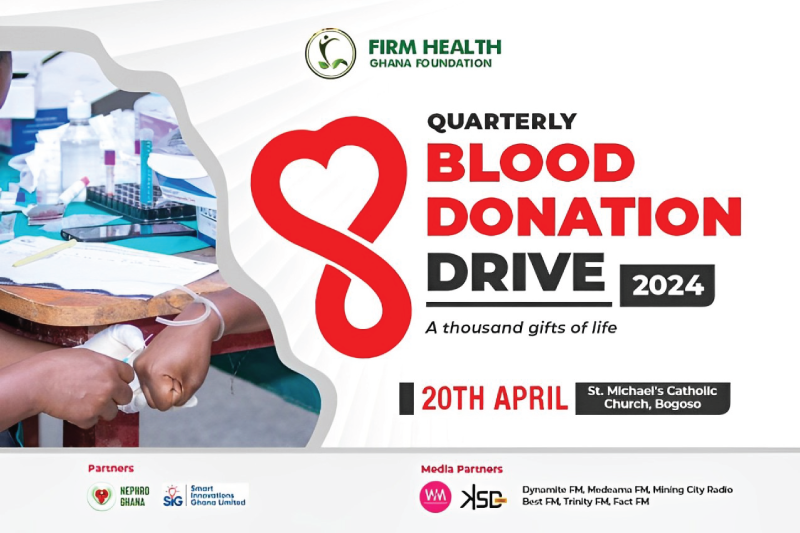 FIRM HEALTH
GHANA FOUNDATION
QUARTERLY
BLOOD
DONATION
DRIVE
2024
A thousand gifts of life
20TH APRIL
St. Michael's Catholic
Church, Bogoso
Partners
NEPHRO
GHANA
SIG
Smart
Innovations
Ghana Limited
Media Partners
WM
KSD
Dynamite FM, Medeama FM, Mining City Radio
Best FM, Trinity FM, Fact FM